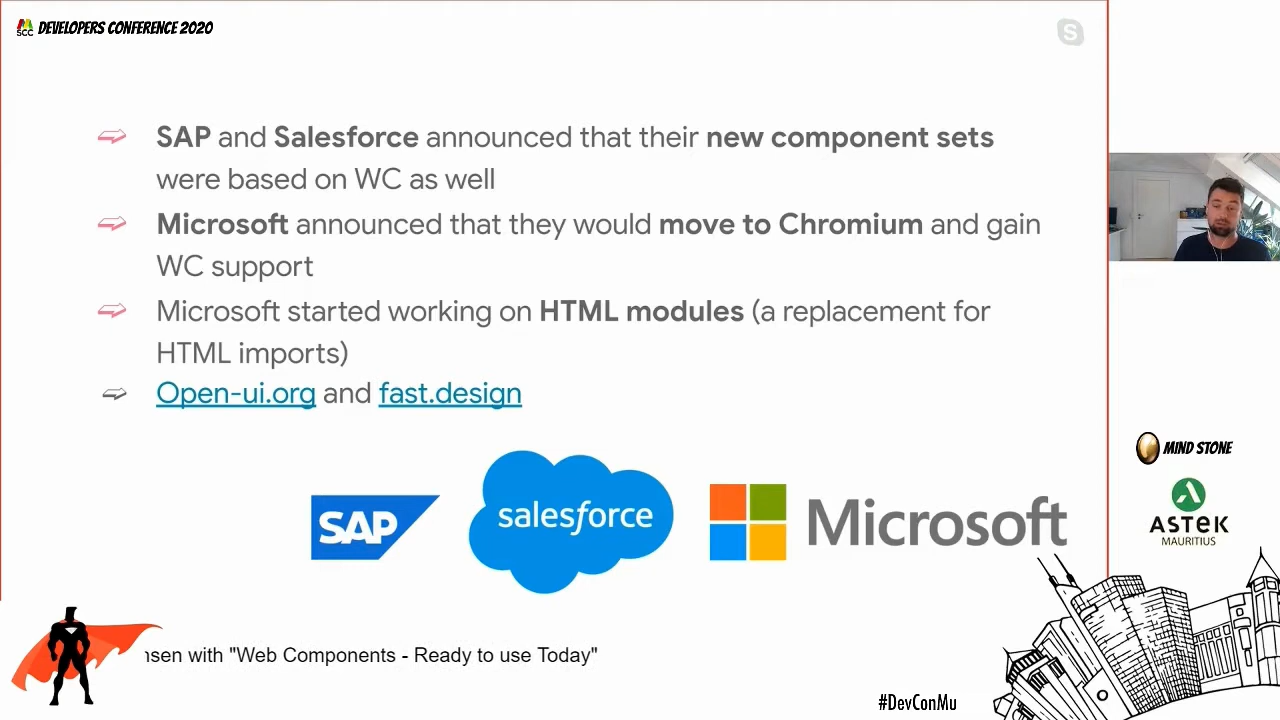 SCC DEVELOPERS CONFERENCE 2020
S
SAP and Salesforce announced that their new component sets
were based on WC as well
Microsoft announced that they would move to Chromium and gain
WC support
Microsoft started working on HTML modules (a replacement for
HTML imports)
Open-ui.org and fast.design
SAP
salesforce
Microsoft
MIND STONE
ASTEK
MAURITIUS
nsen with "Web Components - Ready to use Today"
#DevConMu